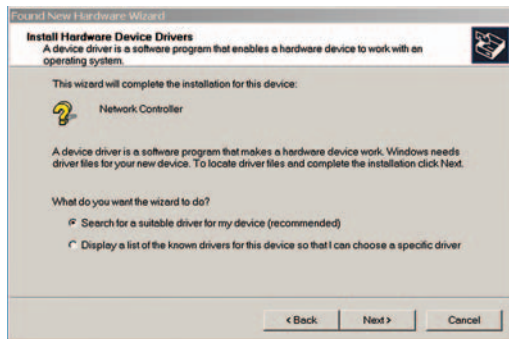 Found New Hardware Wizard
Install Hardware Device Drivers
A device driver is a software program that enables a hardware device to work with an
operating system.
This wizard will complete the installation for this device:
Network Controller
A device driver is a software program that makes a hardware device work. Windows needs
driver files for your new device. To locate driver files and complete the installation click Next.
What do you want the wizard to do?
Search for a suitable driver for my device (recommended)
Display a list of the known drivers for this device so that I can choose a specific driver
< Back Next > Cancel